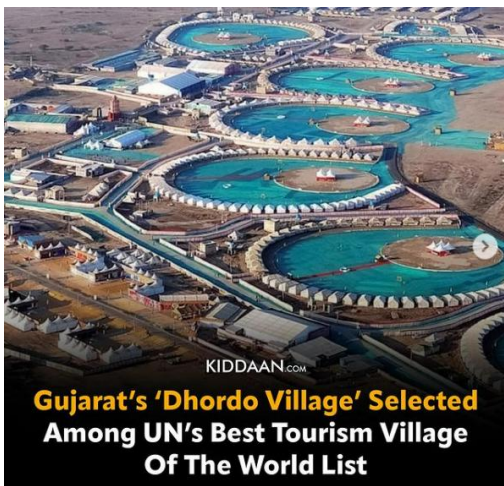 KIDDAAN.COM
Gujarat's 'Dhordo Village' Selected
Among UN's Best Tourism Village
Of The World List